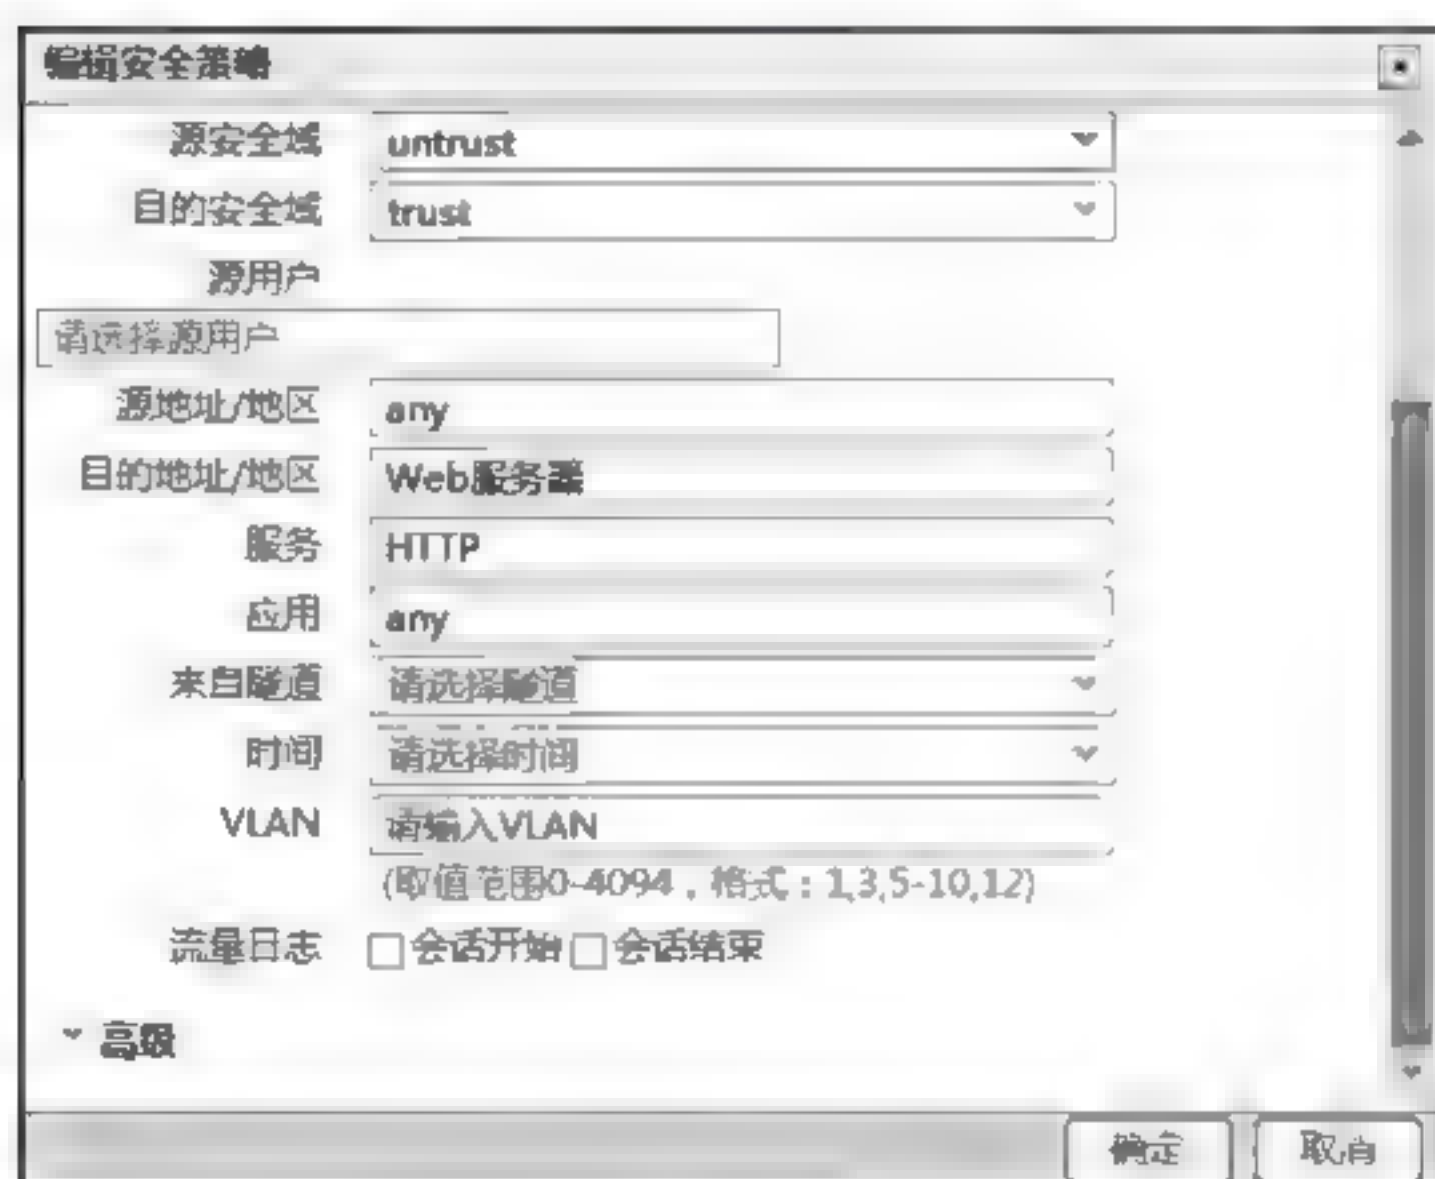 编辑安全策略
源安全域 untrust
目的安全域 trust
源用户
请选择源用户
源地址/地区 any
目的地址/地区 Web服务器
服务 HTTP
应用 any
来自隧道 请选择隧道
时间 请选择时间
VLAN 请输入VLAN
(取值范围0-4094，格式：1,3,5-10,12)
流量日志 会话开始 会话结束
高级
确定 取消